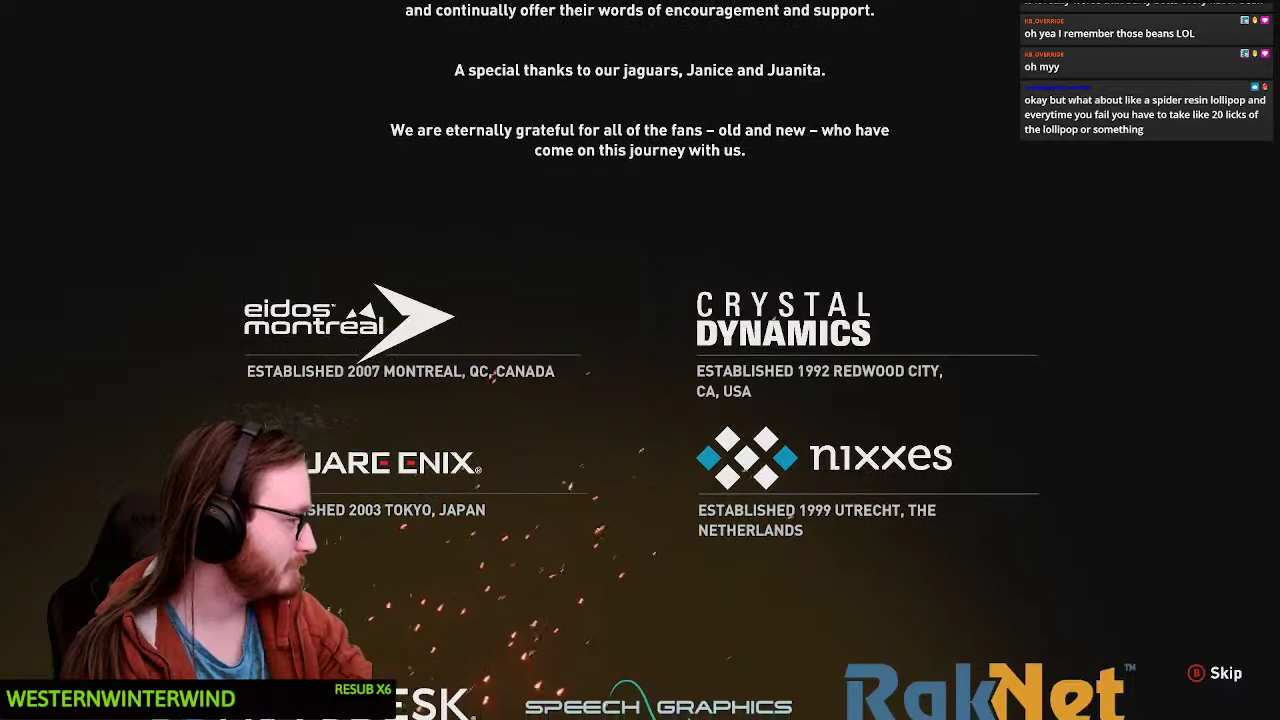 and continually offer their words of encouragement and support.
A special thanks to our jaguars, Janice and Juanita.
We are eternally grateful for all of the fans – old and new – who have
come on this journey with us.
KB_OVERRIDE
oh yea I remember those beans LOL
KB_OVERRIDE
oh myy
okay but what about like a spider resin lollipop and
everytime you fail you have to take like 20 licks of
the lollipop or something
eidos™
montréal
ESTABLISHED 2007 MONTREAL, QC, CANADA
CRYSTAL
DYNAMICS
ESTABLISHED 1992 REDWOOD CITY,
CA, USA
UARE ENIX®
SHED 2003 TOKYO, JAPAN
nixxes
ESTABLISHED 1999 UTRECHT, THE
NETHERLANDS
Skip
B
WESTERNWINTERWIND
RESUB X6
ESK.
SPEECH GRAPHICS
RakNet™